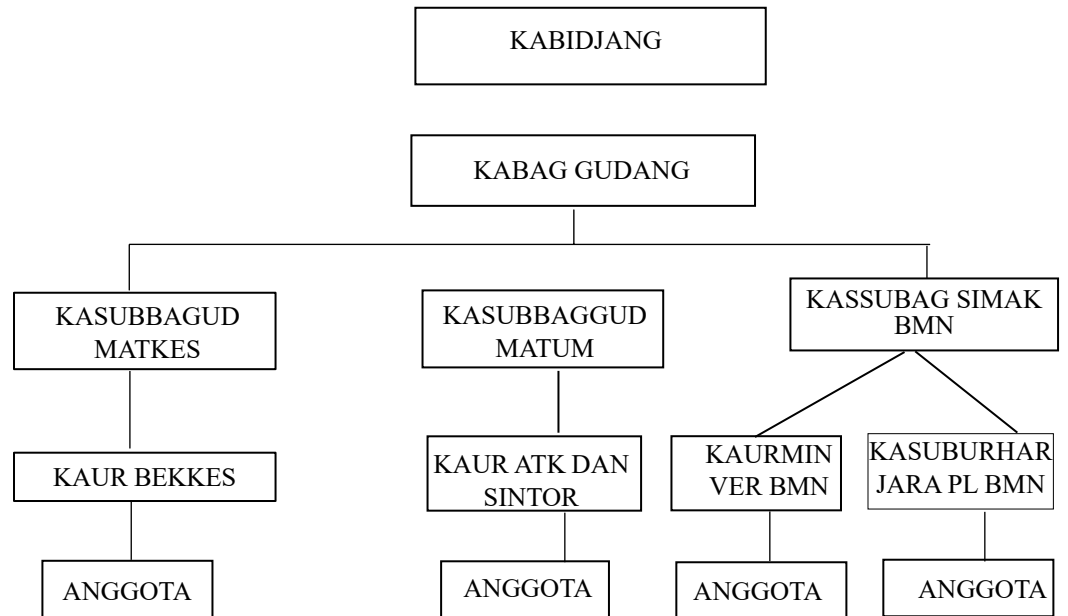 KABIDJANG
KABAG GUDANG
KASUBBAGUD
MATKES
KASUBBAGGUD
MATUM
KASSUBAG SIMAK
BMN
KAUR BEKKES
KAUR ATK DAN
SINTOR
KAURMIN
VER BMN
KASUBURHAR
JARA PL BMN
ANGGOTA
ANGGOTA
ANGGOTA
ANGGOTA